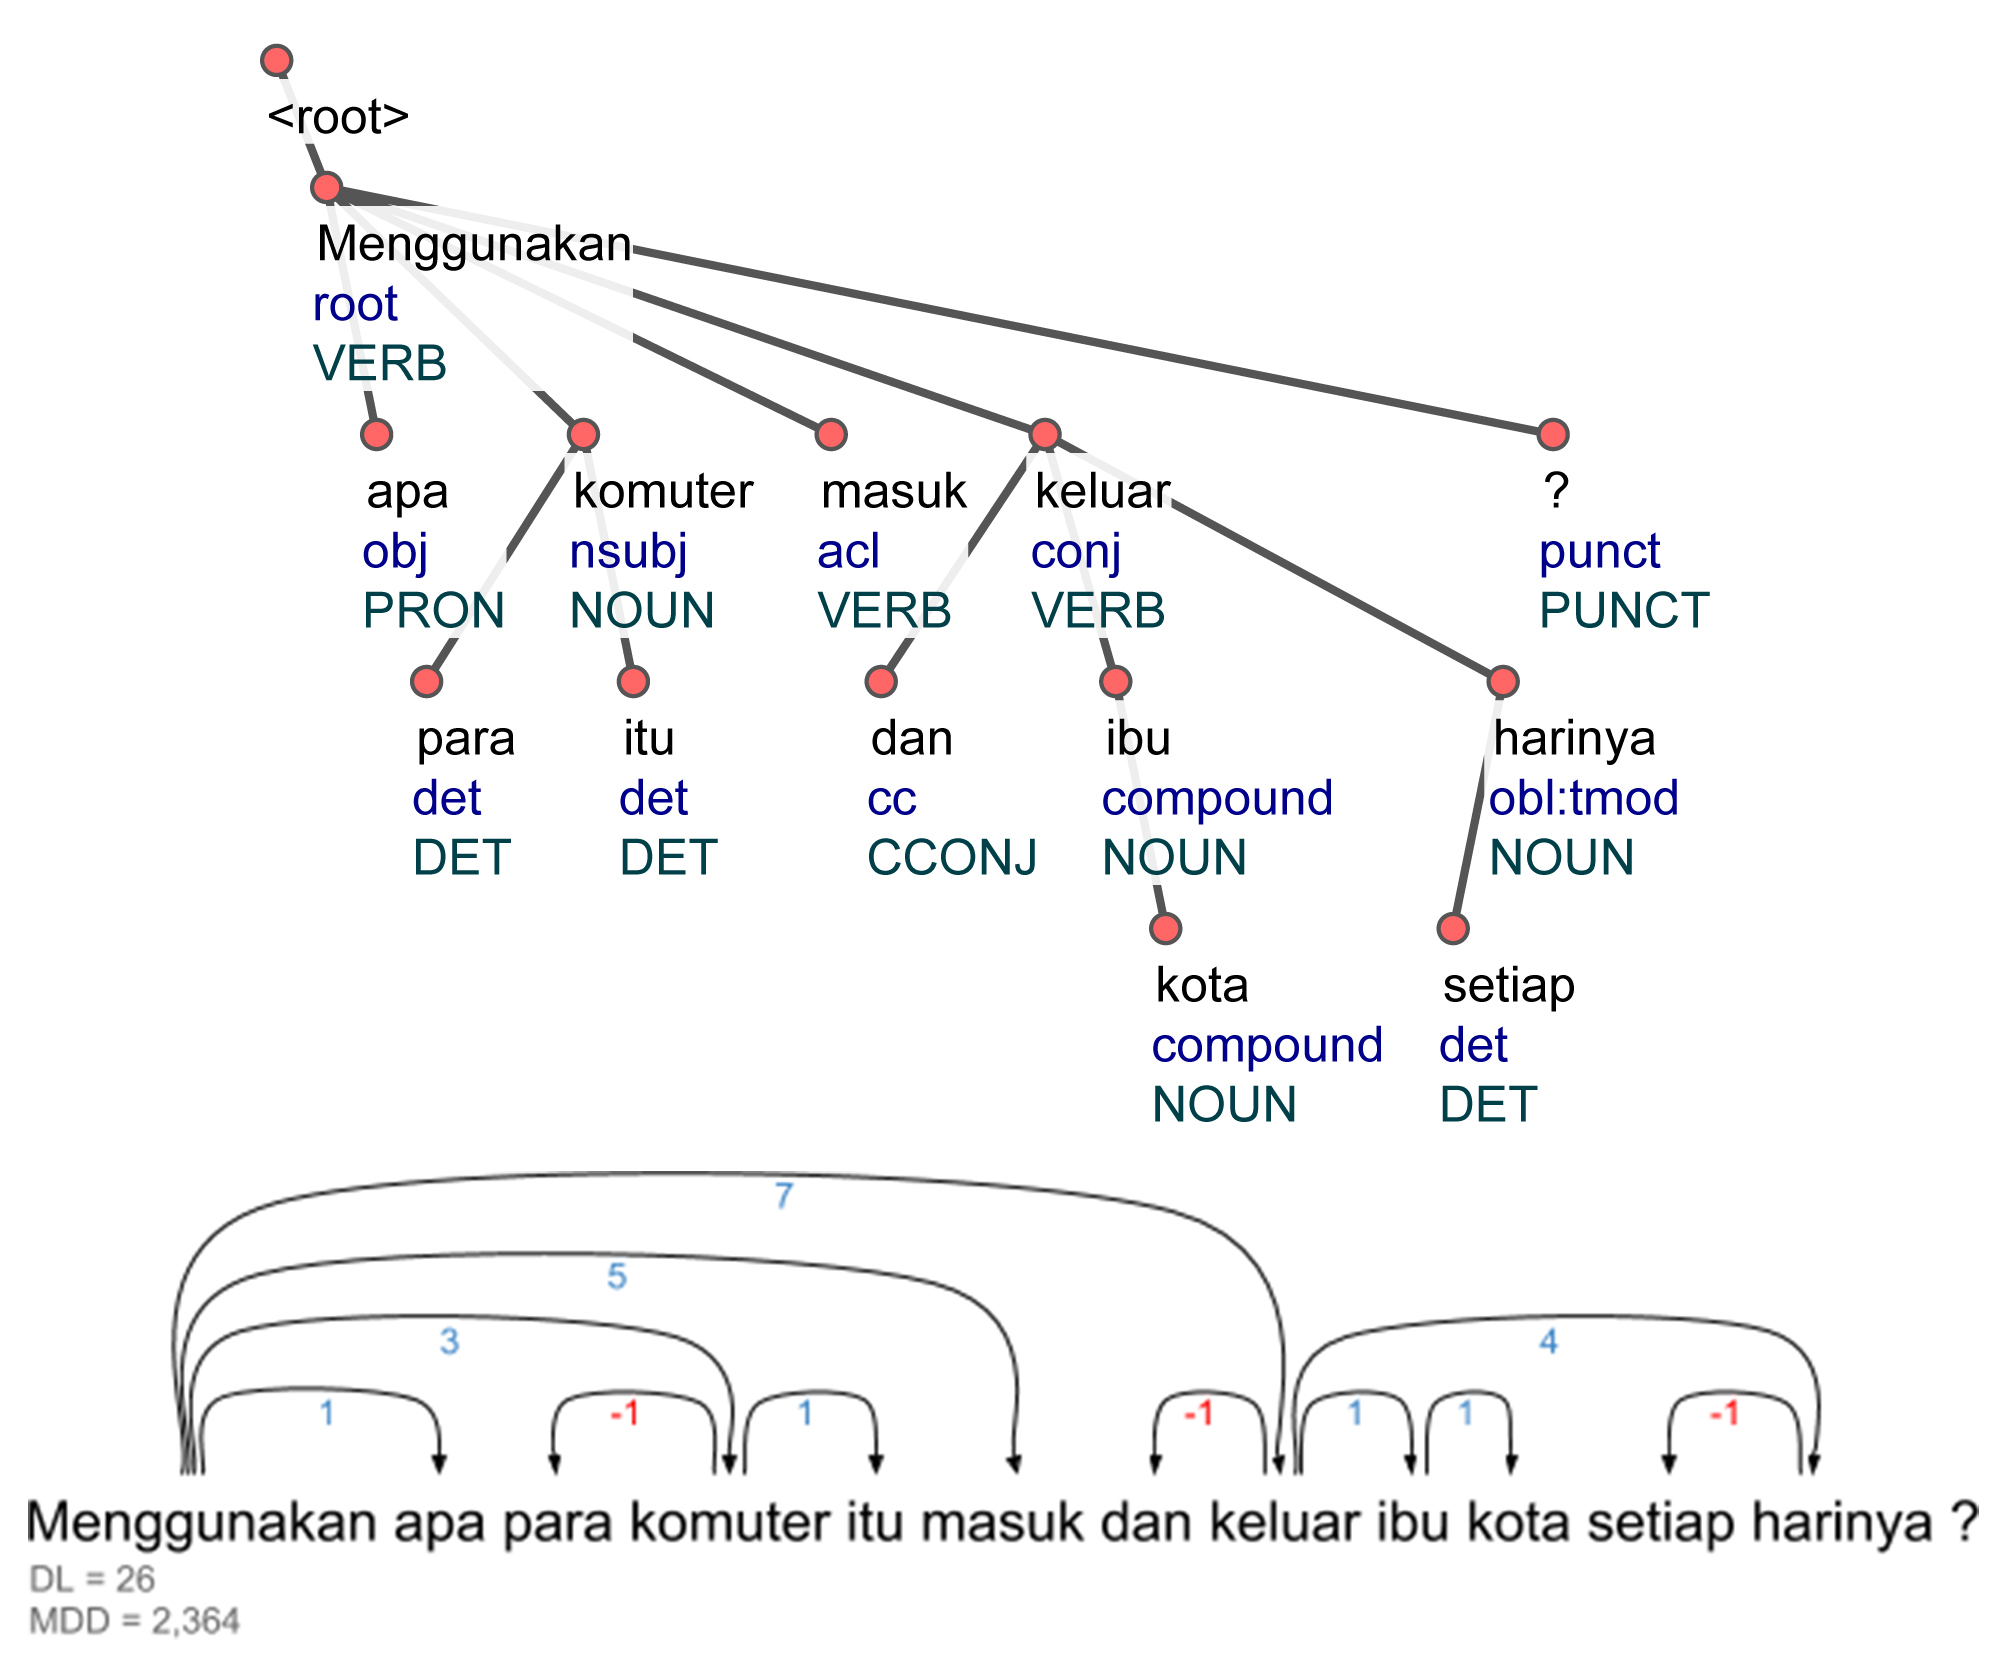 <root>
Menggunakan
root
VERB
apa komuter masuk keluar ?
obj nsubj acl conj punct
PRON NOUN VERB VERB PUNCT
para itu dan ibu harinya
det det cc compound obl:tmod
DET DET CCONJ NOUN NOUN
kota setiap
compound det
NOUN DET
7
5
3 4
1 -1 1 -1 1 1 -1
Menggunakan apa para komuter itu masuk dan keluar ibu kota setiap harinya ?
DL = 26
MDD = 2,364